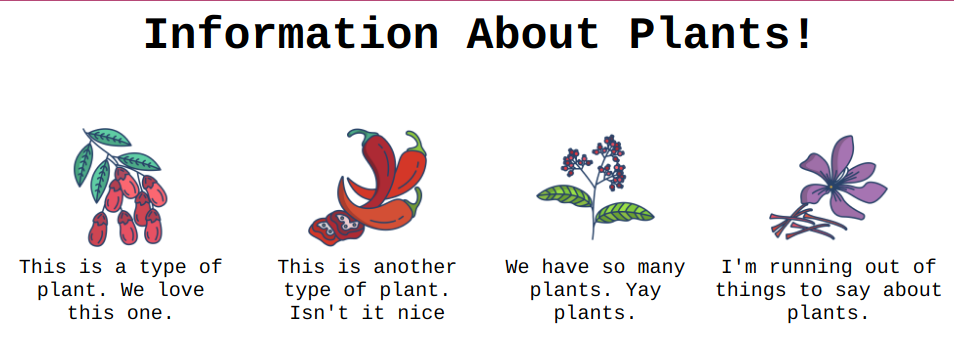 Information About Plants!
This is a type of
plant. We love
this one.
This is another
type of plant.
Isn't it nice
We have so many
plants. Yay
plants.
I'm running out of
things to say about
plants.